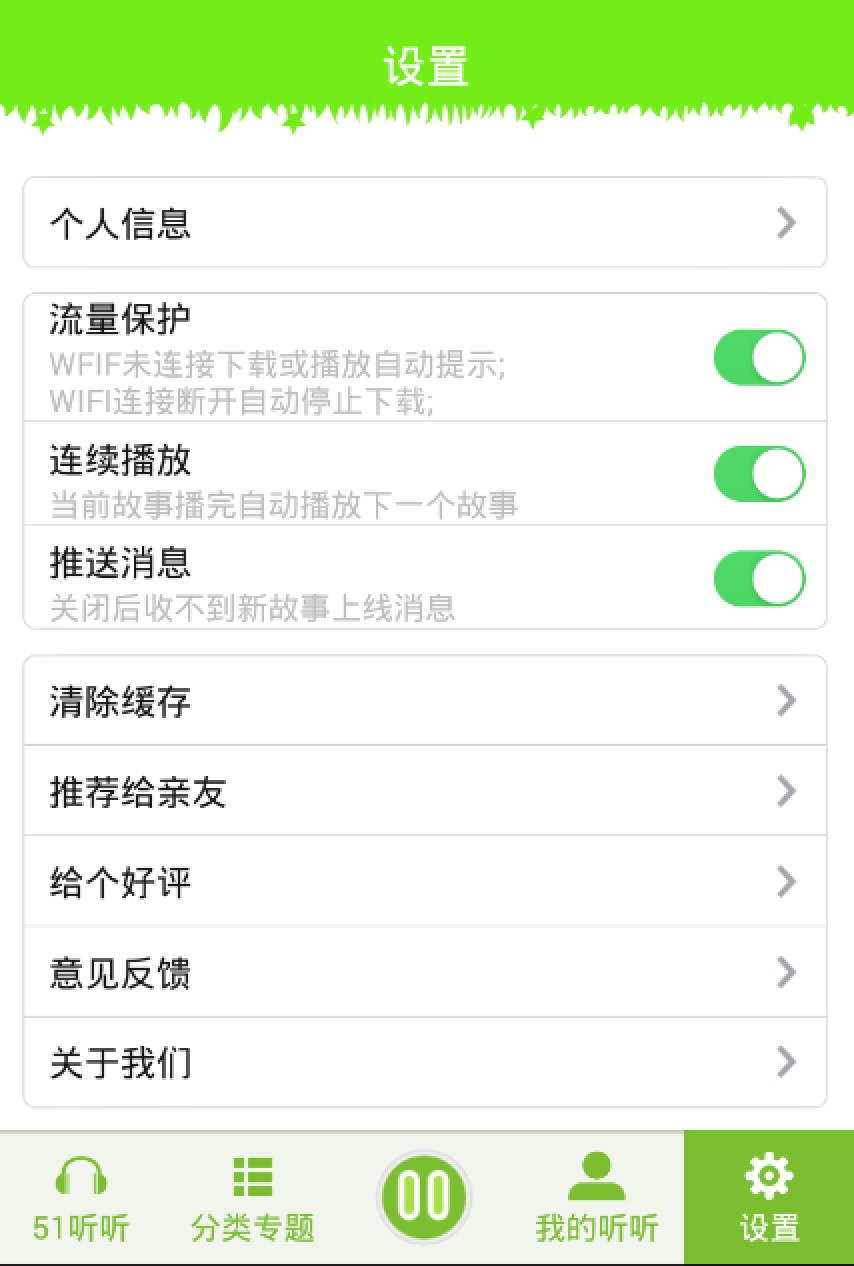 设置
个人信息
流量保护
WFIF未连接下载或播放自动提示;
WIFI连接断开自动停止下载;
连续播放
当前故事播完自动播放下一个故事
推送消息
关闭后收不到新故事上线消息
清除缓存
推荐给亲友
给个好评
意见反馈
关于我们
51听听
分类专题
我的听听
设置